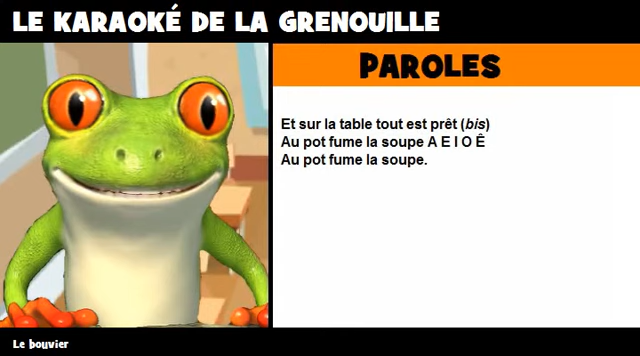 LE KARAOKÉ DE LA GRENOUILLE
PAROLES
Et sur la table tout est prêt (bis)
Au pot fume la soupe A E I O Ê
Au pot fume la soupe.
Le bouvier